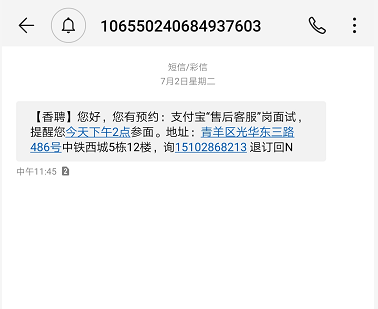 106550240684937603
短信/彩信
7月2日星期二
【香聘】您好，您有预约：支付宝"售后客服"岗面试，
提醒您今天下午2点参面。地址：青羊区光华东三路
486号中铁西城5栋12楼，询15102868213 退订回N
中午11:45 2